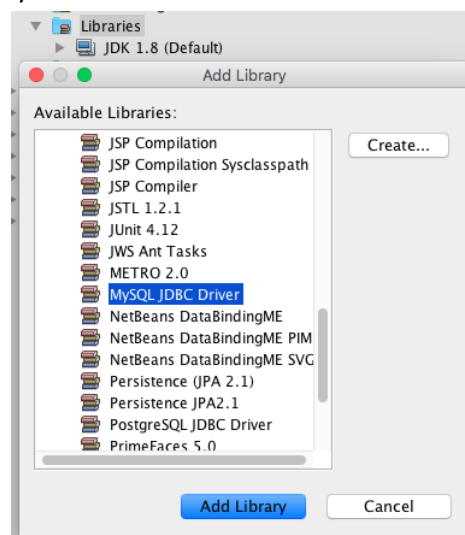 Libraries
JDK 1.8 (Default)
Add Library
Available Libraries:
JSP Compilation
Create...
JSP Compilation Sysclasspath
JSP Compiler
JSTL 1.2.1
JUnit 4.12
JWS Ant Tasks
METRO 2.0
MySQL JDBC Driver
NetBeans DataBindingME
NetBeans DataBindingME PIM
NetBeans DataBindingME SVG
Persistence (JPA 2.1)
Persistence JPA2.1
PostgreSQL JDBC Driver
PrimeFaces 5.0
Add Library
Cancel